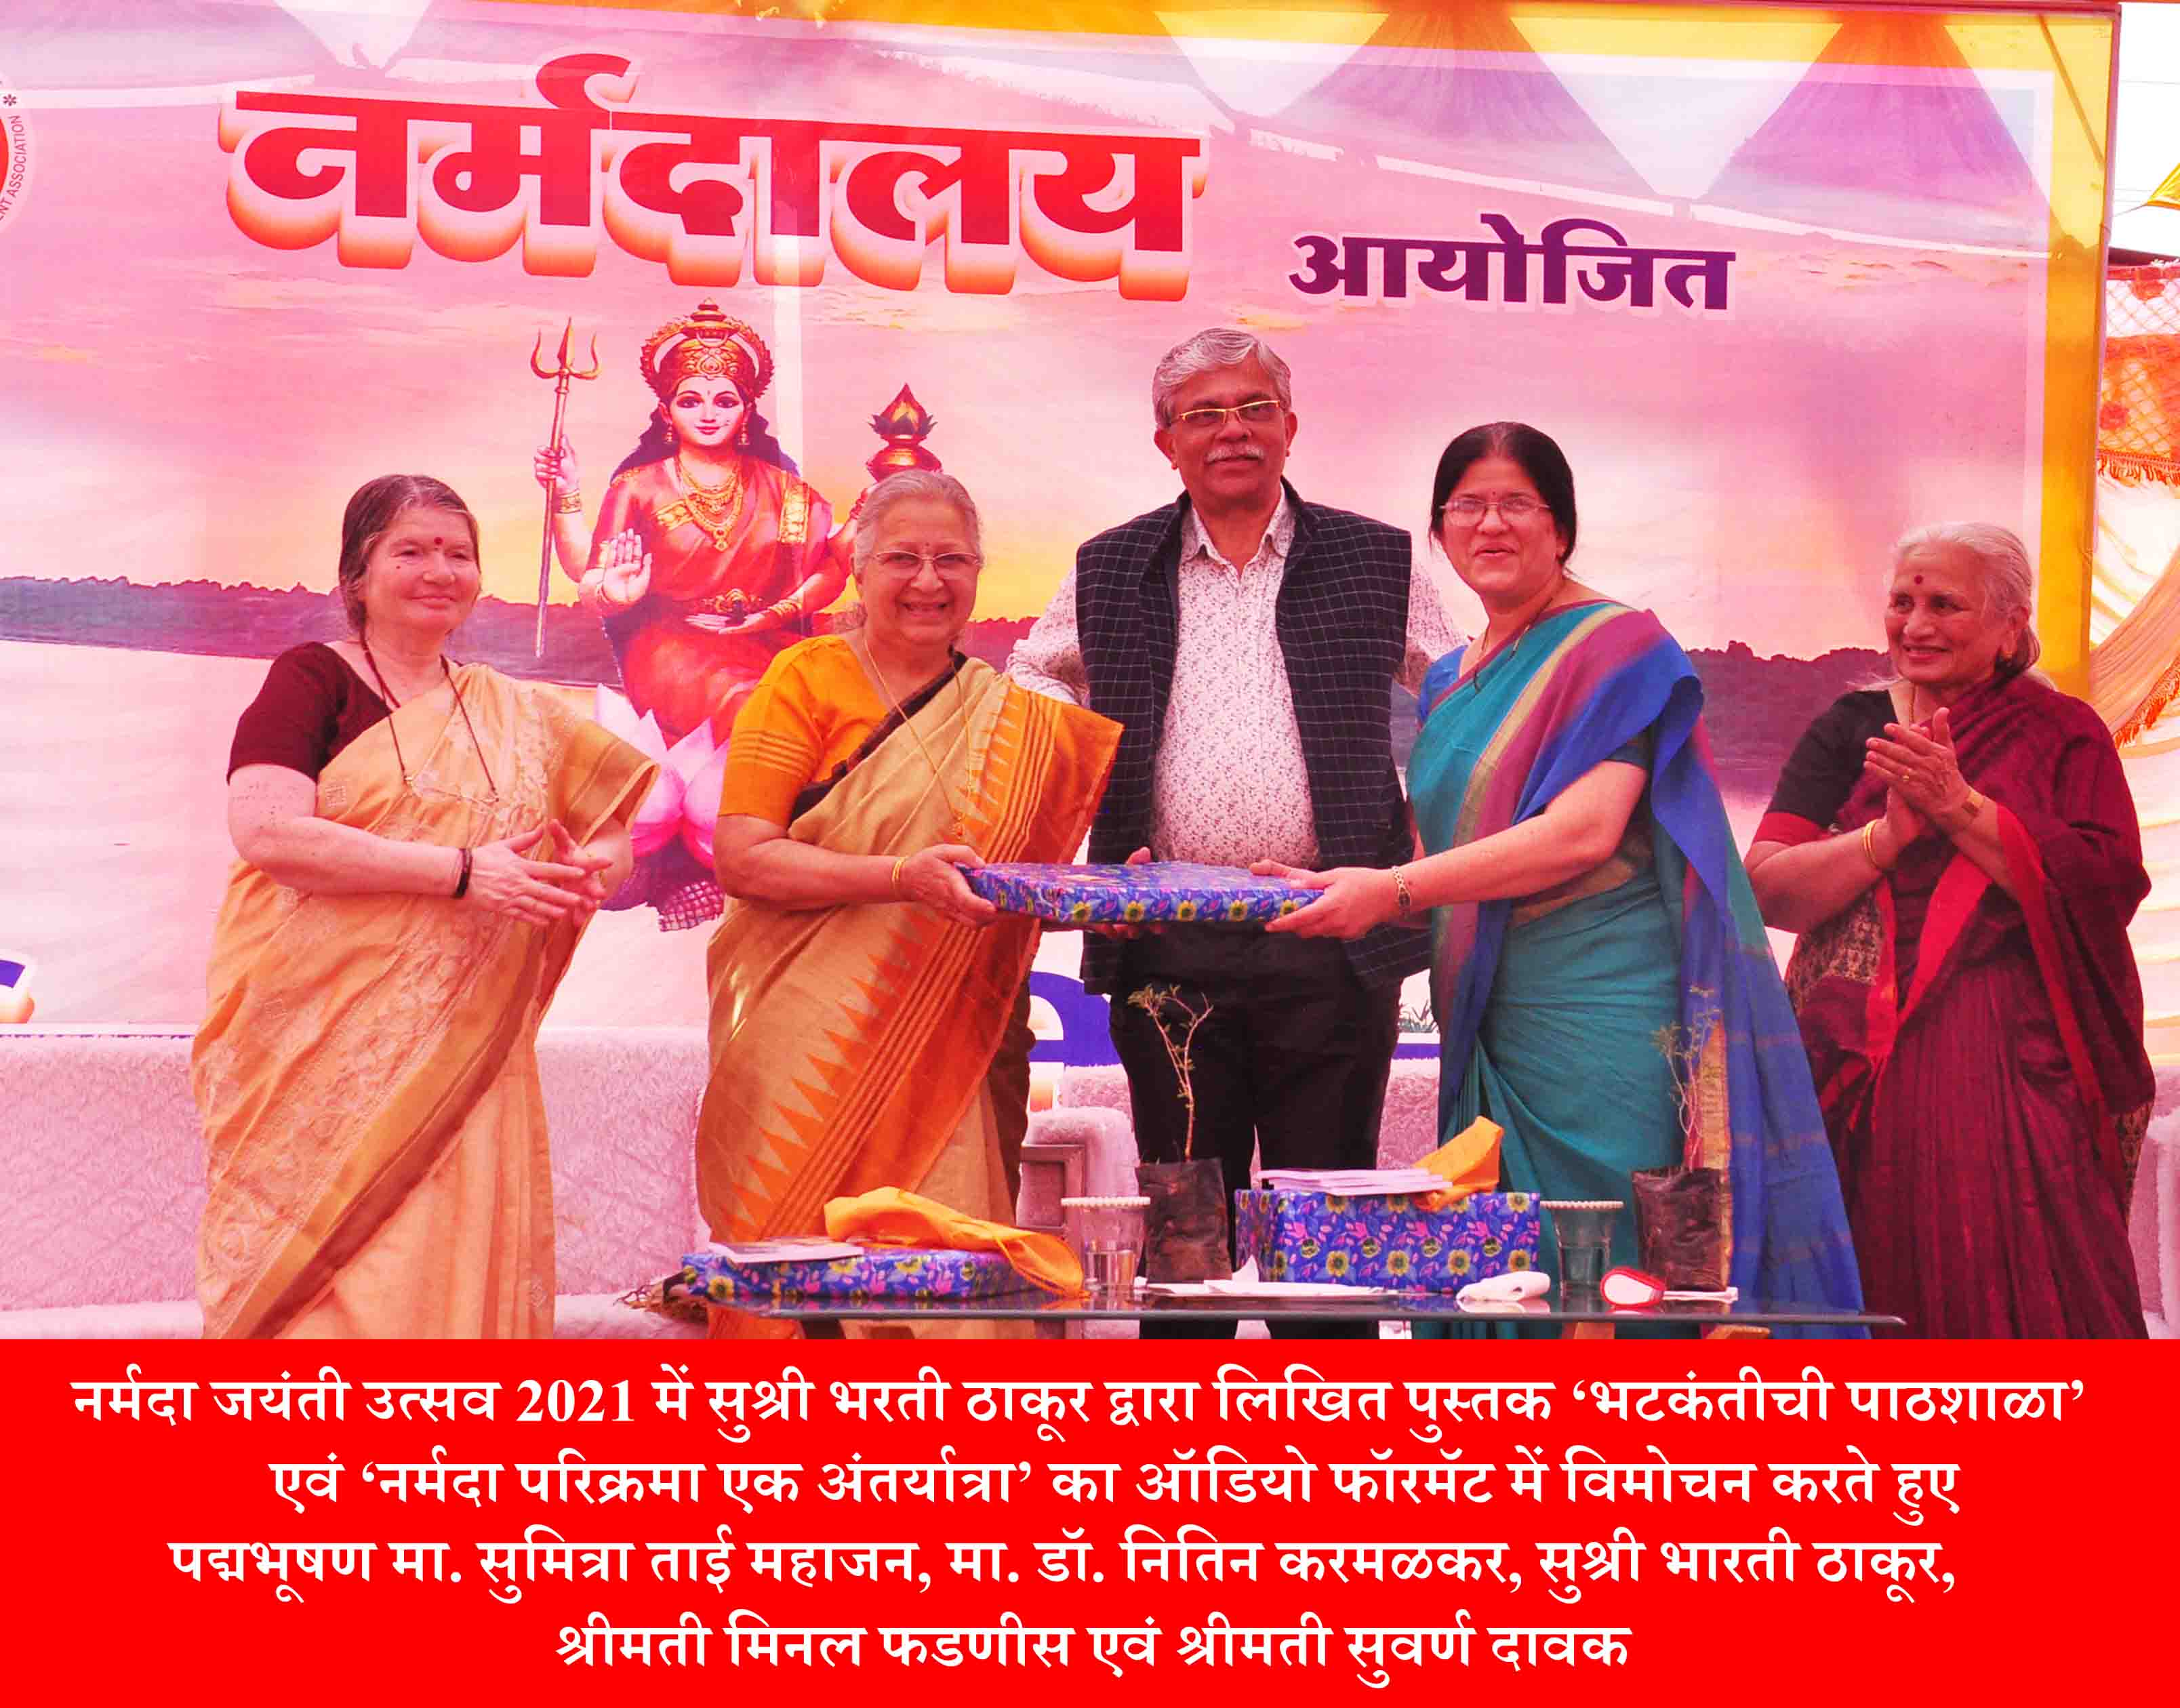 नर्मदालय
आयोजित
ASSOCIATION
नर्मदा जयंती उत्सव 2021 में सुश्री भरती ठाकूर द्वारा लिखित पुस्तक ‘भटकंतीची पाठशाळा’
एवं ‘नर्मदा परिक्रमा एक अंतर्यात्रा’ का ऑडियो फॉरमॅट में विमोचन करते हुए
पद्मभूषण मा. सुमित्रा ताई महाजन, मा. डॉ. नितिन करमळकर, सुश्री भारती ठाकूर,
श्रीमती मिनल फडणीस एवं श्रीमती सुवर्ण दावक